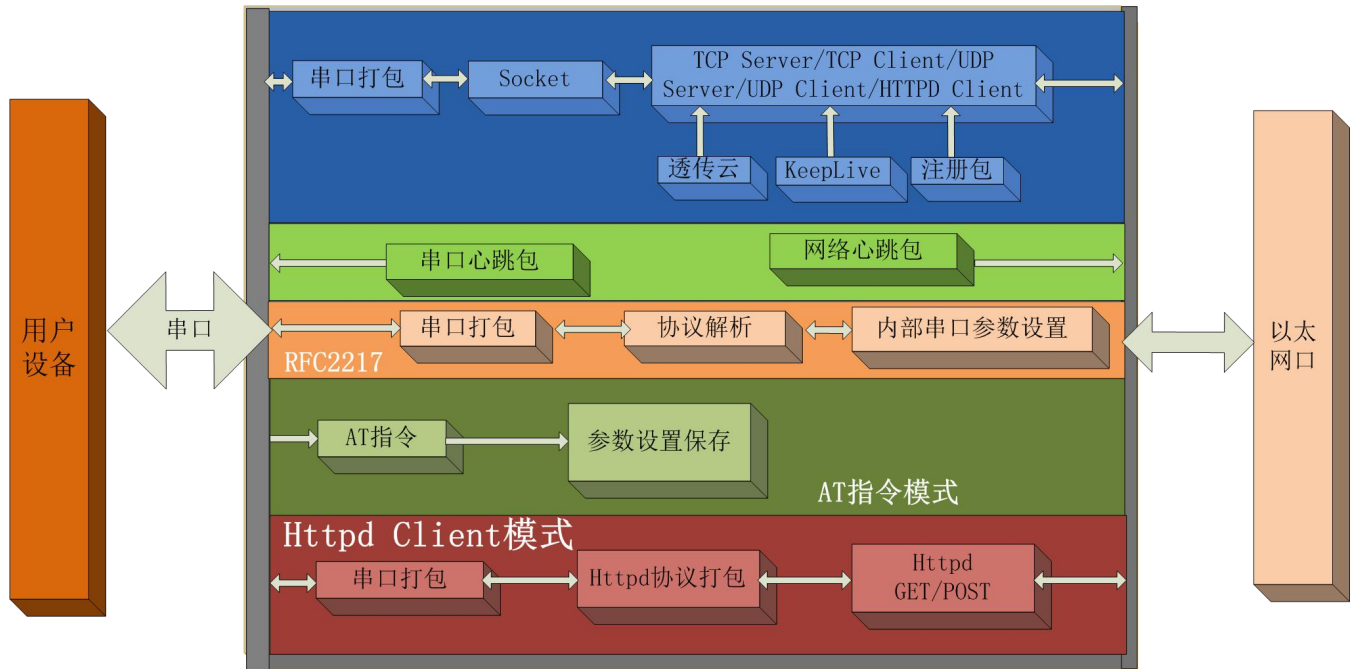 串口打包
Socket
TCP Server/TCP Client/UDP
Server/UDP Client/HTTPD Client
透传云
KeepLive
注册包
串口心跳包
网络心跳包
用户
设备
串口
串口打包
协议解析
内部串口参数设置
RFC2217
以太
网口
AT指令
参数设置保存
AT指令模式
Httpd Client模式
串口打包
Httpd协议打包
Httpd
GET/POST